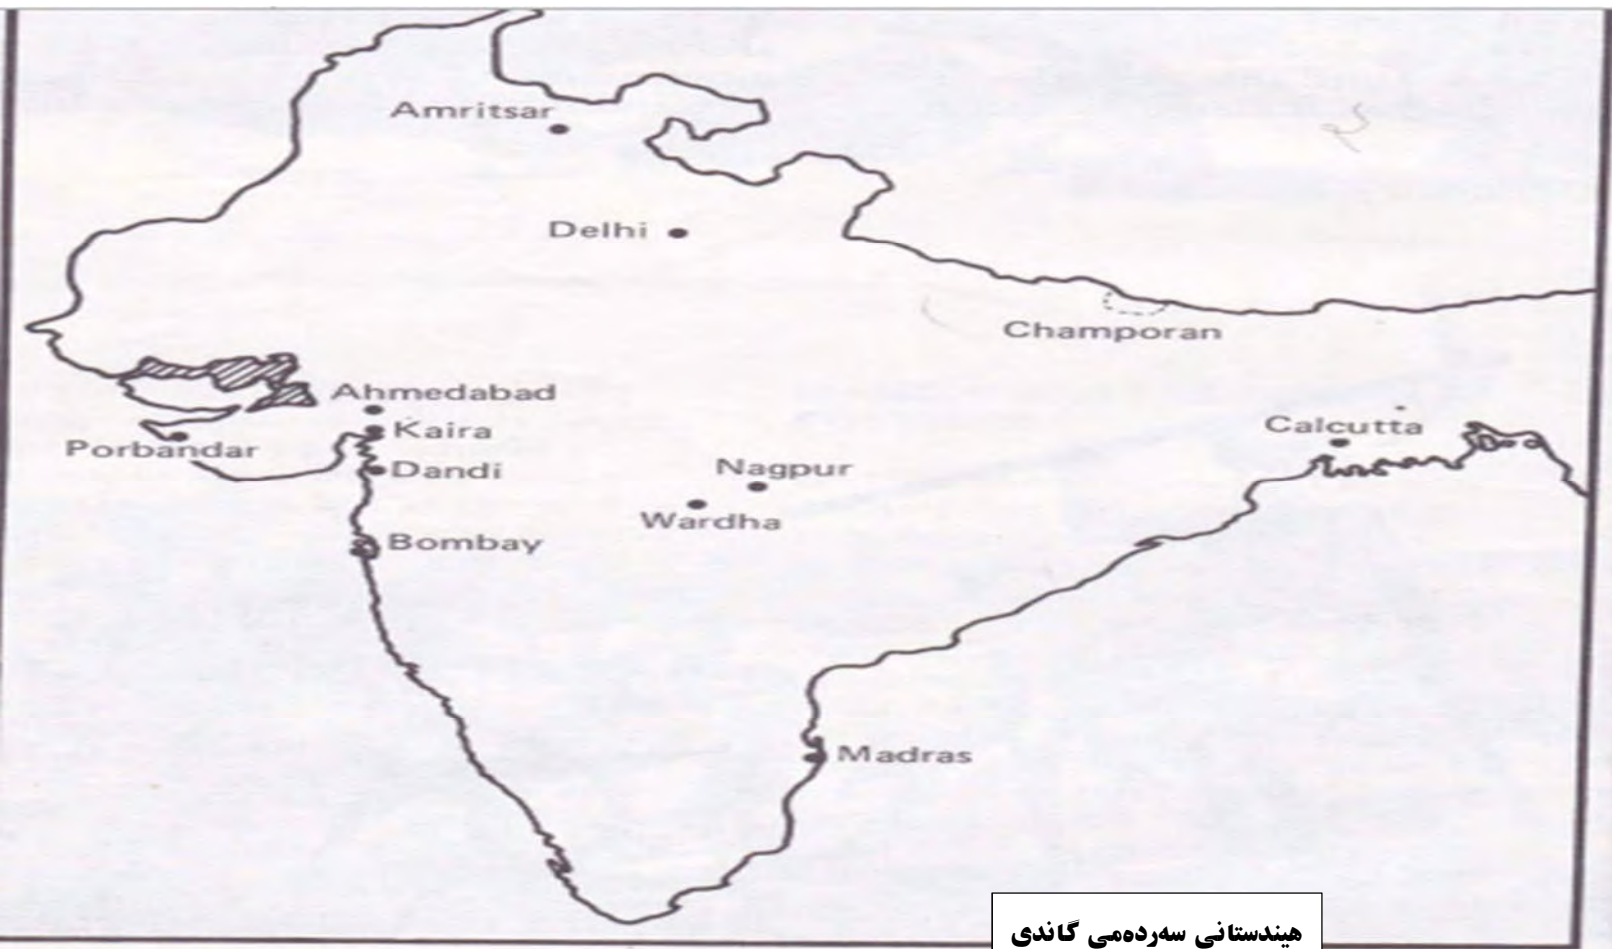 Amritsar
Delhi
Champoran
Ahmedabad
Kaira
Porbandar
Dandi
Calcutta
Nagpur
Wardha
Bombay
Madras
هیندستانی سەردەمی گاندی